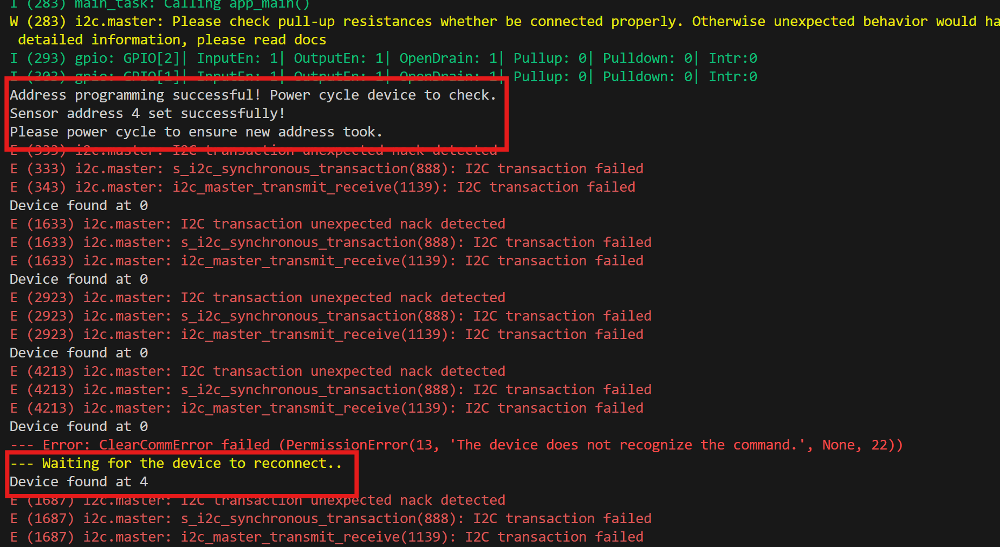 I (283) main_task: Calling app_main()
W (283) i2c.master: Please check pull-up resistances whether be connected properly. Otherwise unexpected behavior would ha
detailed information, please read docs
I (293) gpio: GPIO[2]| InputEn: 1| OutputEn: 1| OpenDrain: 1| Pullup: 0| Pulldown: 0| Intr:0
I (303) gpio: GPIO[1]| InputEn: 1| OutputEn: 1| OpenDrain: 1| Pullup: 0| Pulldown: 0| Intr:0
Address programming successful! Power cycle device to check.
Sensor address 4 set successfully!
Please power cycle to ensure new address took.
E (333) i2c.master: I2C transaction unexpected nack detected
E (333) i2c.master: s_i2c_synchronous_transaction(888): I2C transaction failed
E (343) i2c.master: i2c_master_transmit_receive(1139): I2C transaction failed
Device found at 0
E (1633) i2c.master: I2C transaction unexpected nack detected
E (1633) i2c.master: s_i2c_synchronous_transaction(888): I2C transaction failed
E (1633) i2c.master: i2c_master_transmit_receive(1139): I2C transaction failed
Device found at 0
E (2923) i2c.master: I2C transaction unexpected nack detected
E (2923) i2c.master: s_i2c_synchronous_transaction(888): I2C transaction failed
E (2923) i2c.master: i2c_master_transmit_receive(1139): I2C transaction failed
Device found at 0
E (4213) i2c.master: I2C transaction unexpected nack detected
E (4213) i2c.master: s_i2c_synchronous_transaction(888): I2C transaction failed
E (4213) i2c.master: i2c_master_transmit_receive(1139): I2C transaction failed
Device found at 0
--- Error: ClearCommError failed (PermissionError(13, 'The device does not recognize the command.', None, 22))
--- Waiting for the device to reconnect..
Device found at 4
E (1687) i2c.master: I2C transaction unexpected nack detected
E (1687) i2c.master: s_i2c_synchronous_transaction(888): I2C transaction failed
E (1687) i2c.master: i2c_master_transmit_receive(1139): I2C transaction failed